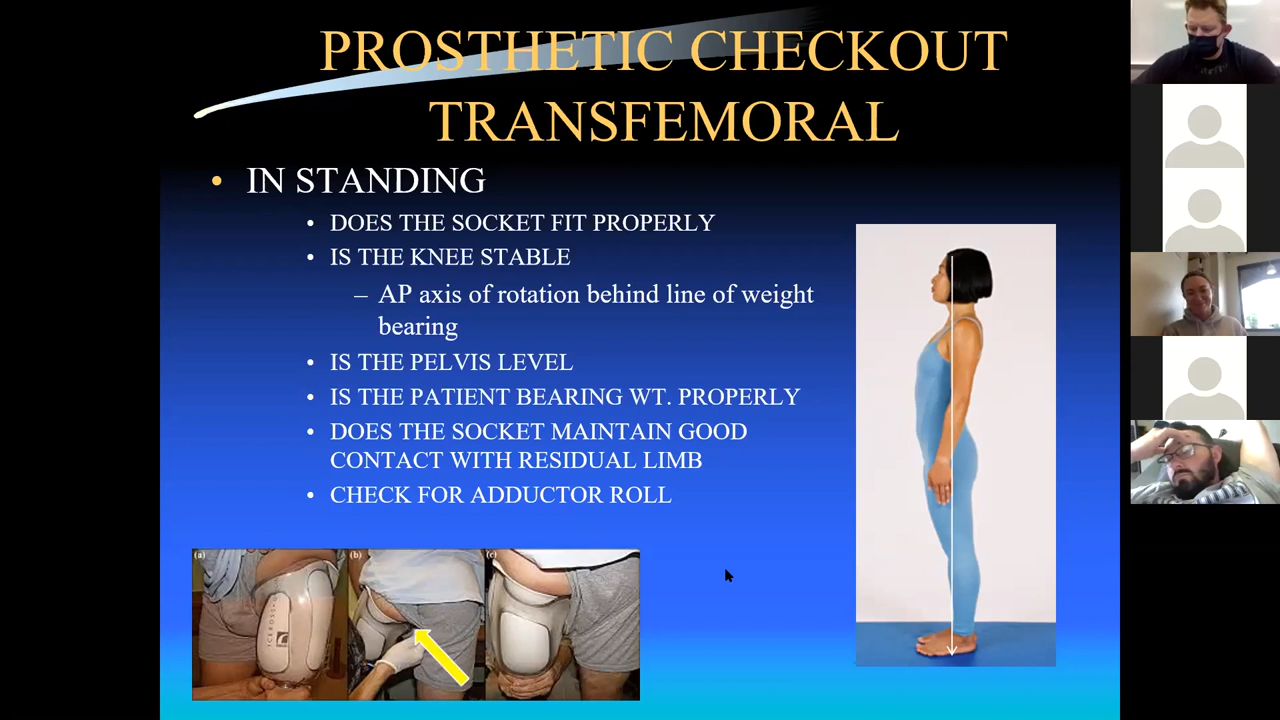 PROSTHETIC CHECKOUT
TRANSFEMORAL
• IN STANDING
• DOES THE SOCKET FIT PROPERLY
• IS THE KNEE STABLE
– AP axis of rotation behind line of weight
bearing
• IS THE PELVIS LEVEL
• IS THE PATIENT BEARING WT. PROPERLY
• DOES THE SOCKET MAINTAIN GOOD
CONTACT WITH RESIDUAL LIMB
• CHECK FOR ADDUCTOR ROLL
(a)
(b)
(c)